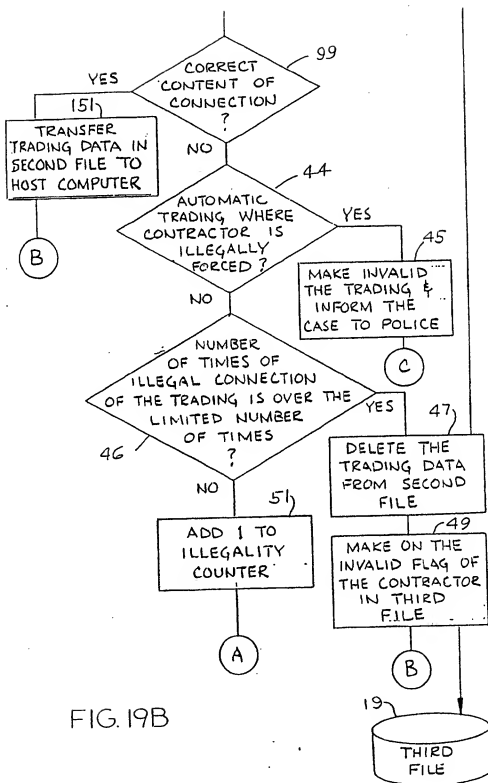 99
CORRECT
CONTENT OF
CONNECTION
?
YES
NO
151
TRANSFER
TRADING DATA IN
SECOND FILE TO
HOST COMPUTER
B
44
AUTOMATIC
TRADING WHERE
CONTRACTOR IS
ILLEGALLY
FORCED ?
YES
NO
45
MAKE INVALID
THE TRADING &
INFORM THE
CASE TO POLICE
C
NUMBER
OF TIMES OF
ILLEGAL CONNECTION
OF THE TRADING IS OVER THE
LIMITED NUMBER
OF TIMES
?
46
YES
NO
47
DELETE THE
TRADING DATA
FROM SECOND
FILE
51
ADD 1 TO
ILLEGALITY
COUNTER
A
49
MAKE ON THE
INVALID FLAG OF
THE CONTRACTOR
IN THIRD
FILE
B
19
THIRD
FILE
FIG. 19B